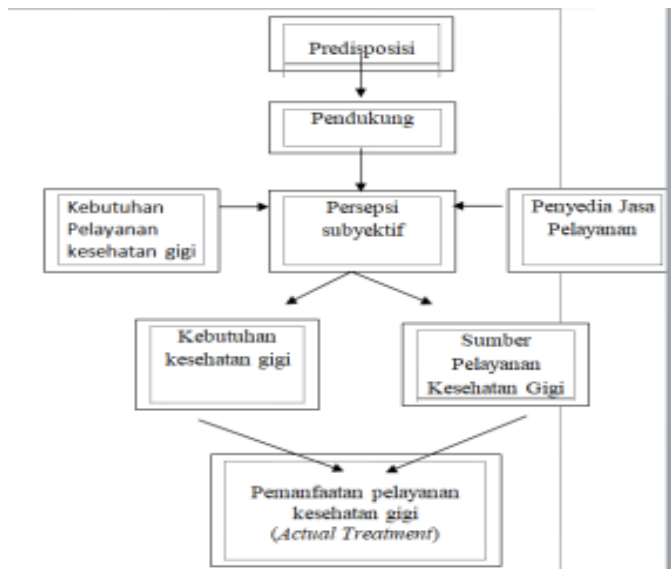 Predisposisi
Pendukung
Kebutuhan
Pelayanan
kesehatan gigi
Persepsi
subyektif
Penyedia Jasa
Pelayanan
Kebutuhan
kesehatan gigi
Sumber
Pelayanan
Kesehatan Gigi
Pemanfaatan pelayanan
kesehatan gigi
(Actual Treatment)